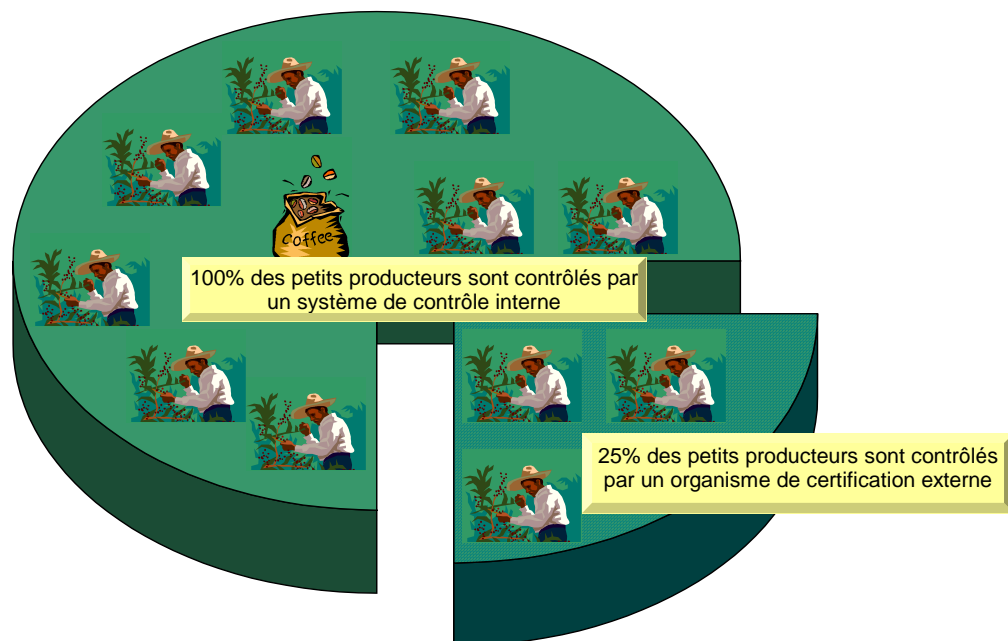 Coffee
100% des petits producteurs sont contrôlés par
un système de contrôle interne
25% des petits producteurs sont contrôlés
par un organisme de certification externe